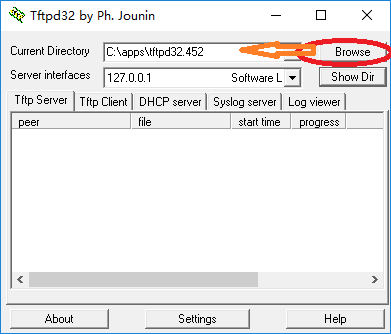 Tftpd32 by Ph. Jounin
Current Directory C:\apps\tftpd32.452 Browse
Server interfaces 127.0.0.1 Software L Show Dir
Tftp Server Tftp Client DHCP server Syslog server Log viewer
peer file start time progress
About Settings Help